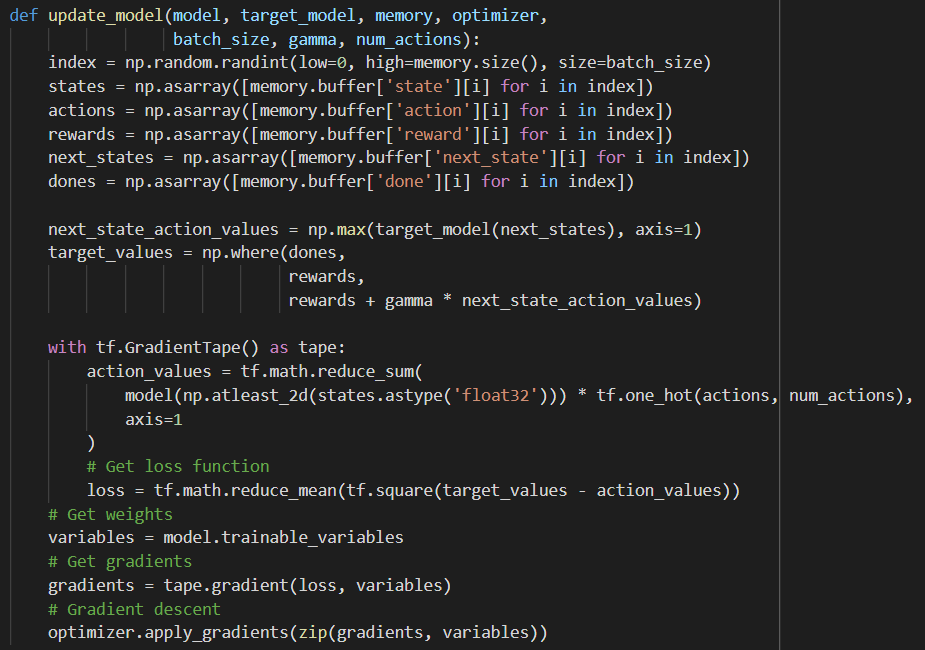 def update_model(model, target_model, memory, optimizer,
                 batch_size, gamma, num_actions):
    index = np.random.randint(low=0, high=memory.size(), size=batch_size)
    states = np.asarray([memory.buffer['state'][i] for i in index])
    actions = np.asarray([memory.buffer['action'][i] for i in index])
    rewards = np.asarray([memory.buffer['reward'][i] for i in index])
    next_states = np.asarray([memory.buffer['next_state'][i] for i in index])
    dones = np.asarray([memory.buffer['done'][i] for i in index])

    next_state_action_values = np.max(target_model(next_states), axis=1)
    target_values = np.where(dones,
                             rewards,
                             rewards + gamma * next_state_action_values)

    with tf.GradientTape() as tape:
        action_values = tf.math.reduce_sum(
            model(np.atleast_2d(states.astype('float32'))) * tf.one_hot(actions, num_actions),
            axis=1
        )
        # Get loss function
        loss = tf.math.reduce_mean(tf.square(target_values - action_values))
    # Get weights
    variables = model.trainable_variables
    # Get gradients
    gradients = tape.gradient(loss, variables)
    # Gradient descent
    optimizer.apply_gradients(zip(gradients, variables))